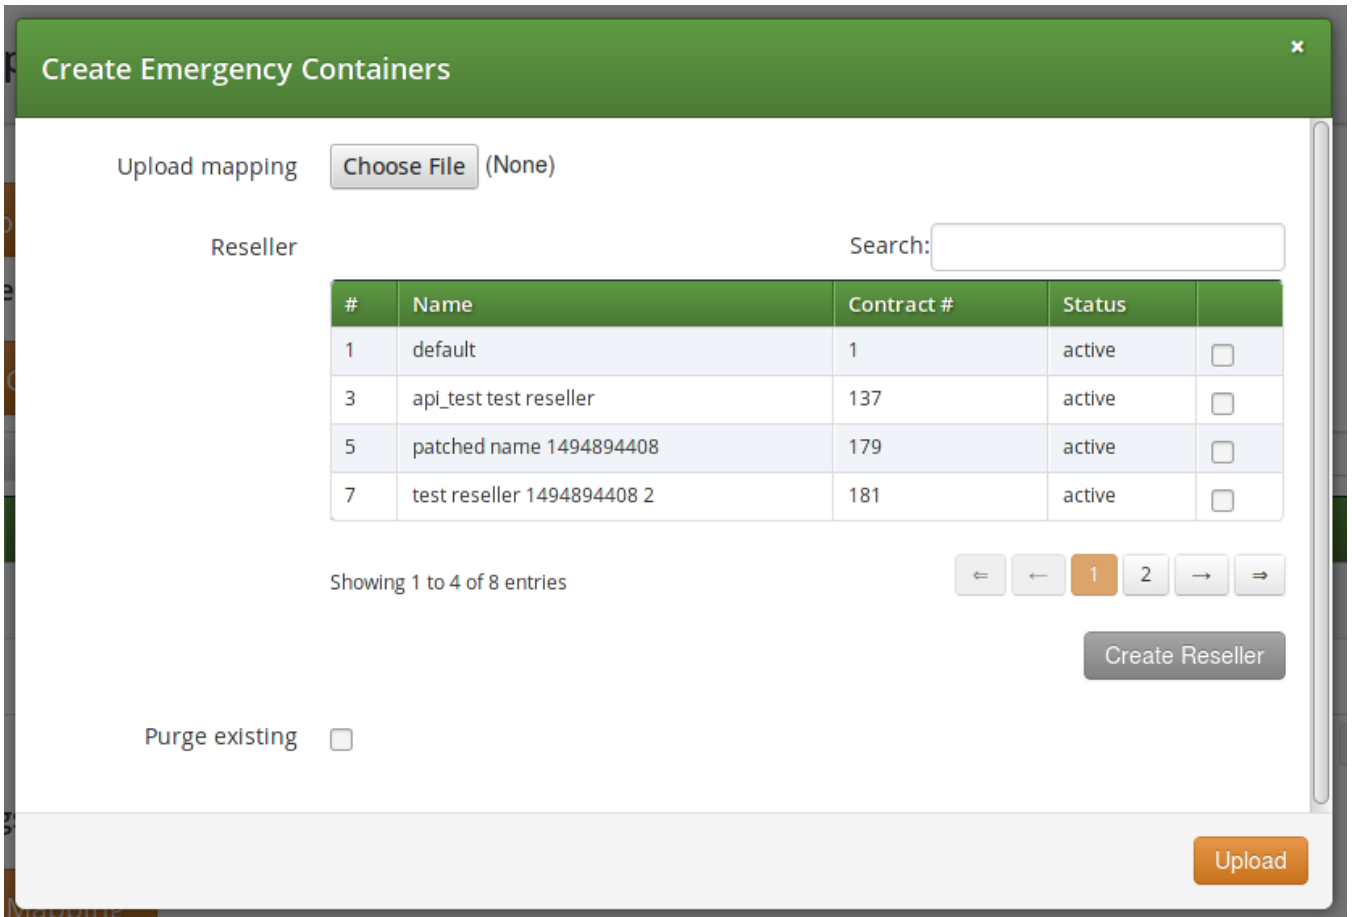 Create Emergency Containers ×
Upload mapping Choose File (None)
Reseller Search:
# Name Contract # Status
1 default 1 active
3 api_test test reseller 137 active
5 patched name 1494894408 179 active
7 test reseller 1494894408 2 181 active
Showing 1 to 4 of 8 entries ⇐ ← 1 2 → ⇒
Create Reseller
Purge existing
Upload
Mapping